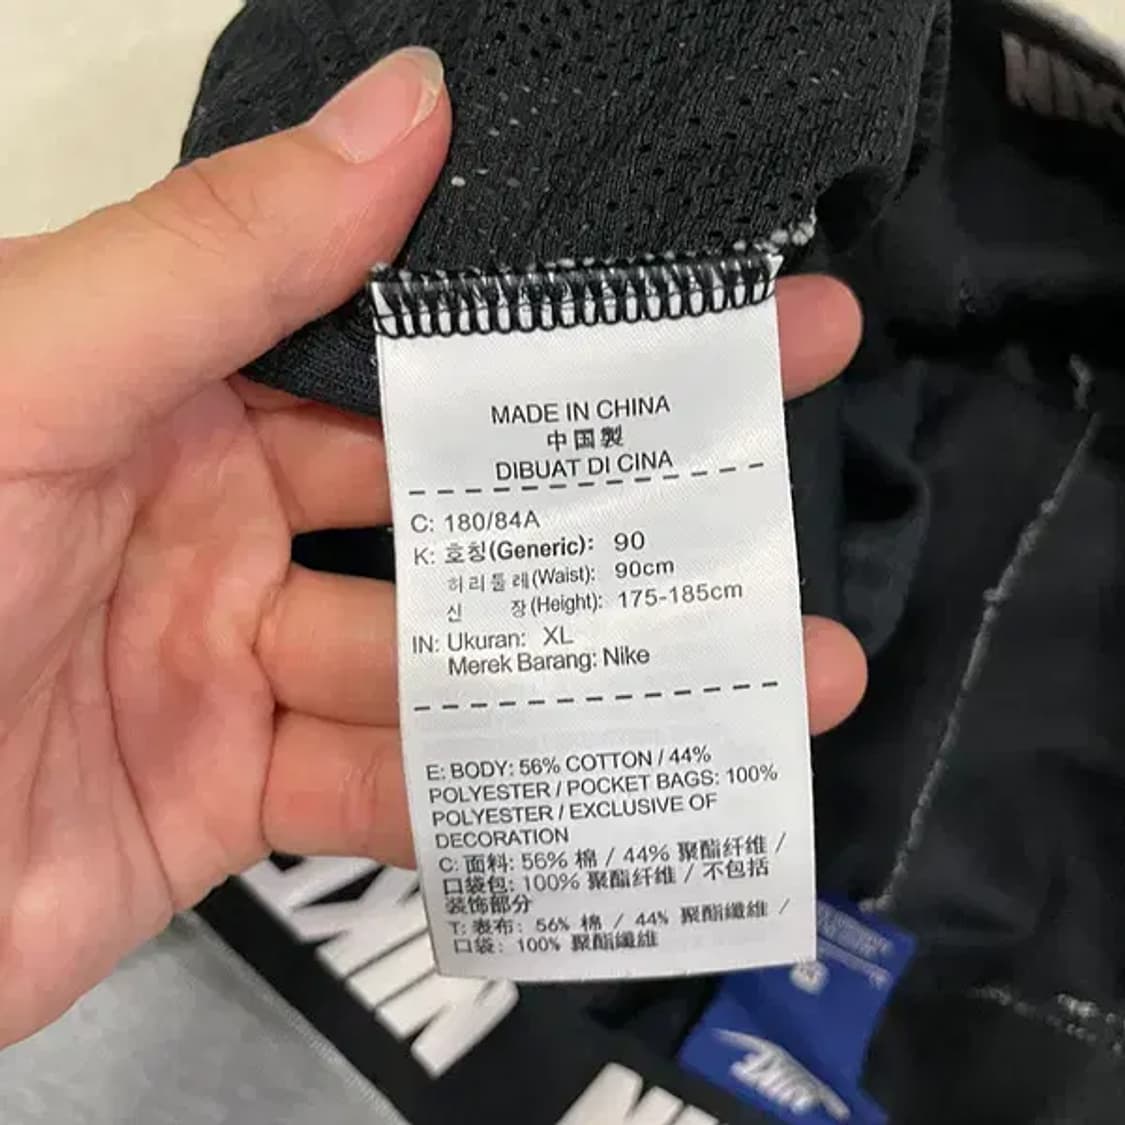 MADE IN CHINA
中国製
DIBUAT DI CINA
C: 180/84A
K: 호칭(Generic): 90
허리둘레(Waist): 90cm
신 장(Height): 175-185cm
IN: Ukuran: XL
Merek Barang: Nike
E: BODY: 56% COTTON / 44%
POLYESTER / POCKET BAGS: 100%
POLYESTER / EXCLUSIVE OF
DECORATION
C: 面料: 56% 棉 / 44% 聚酯纤维 /
口袋包: 100% 聚酯纤维 / 不包括
装饰部分
T: 表布: 56% 棉 / 44% 聚酯纖維 /
口袋: 100% 聚酯纖維
NIKE